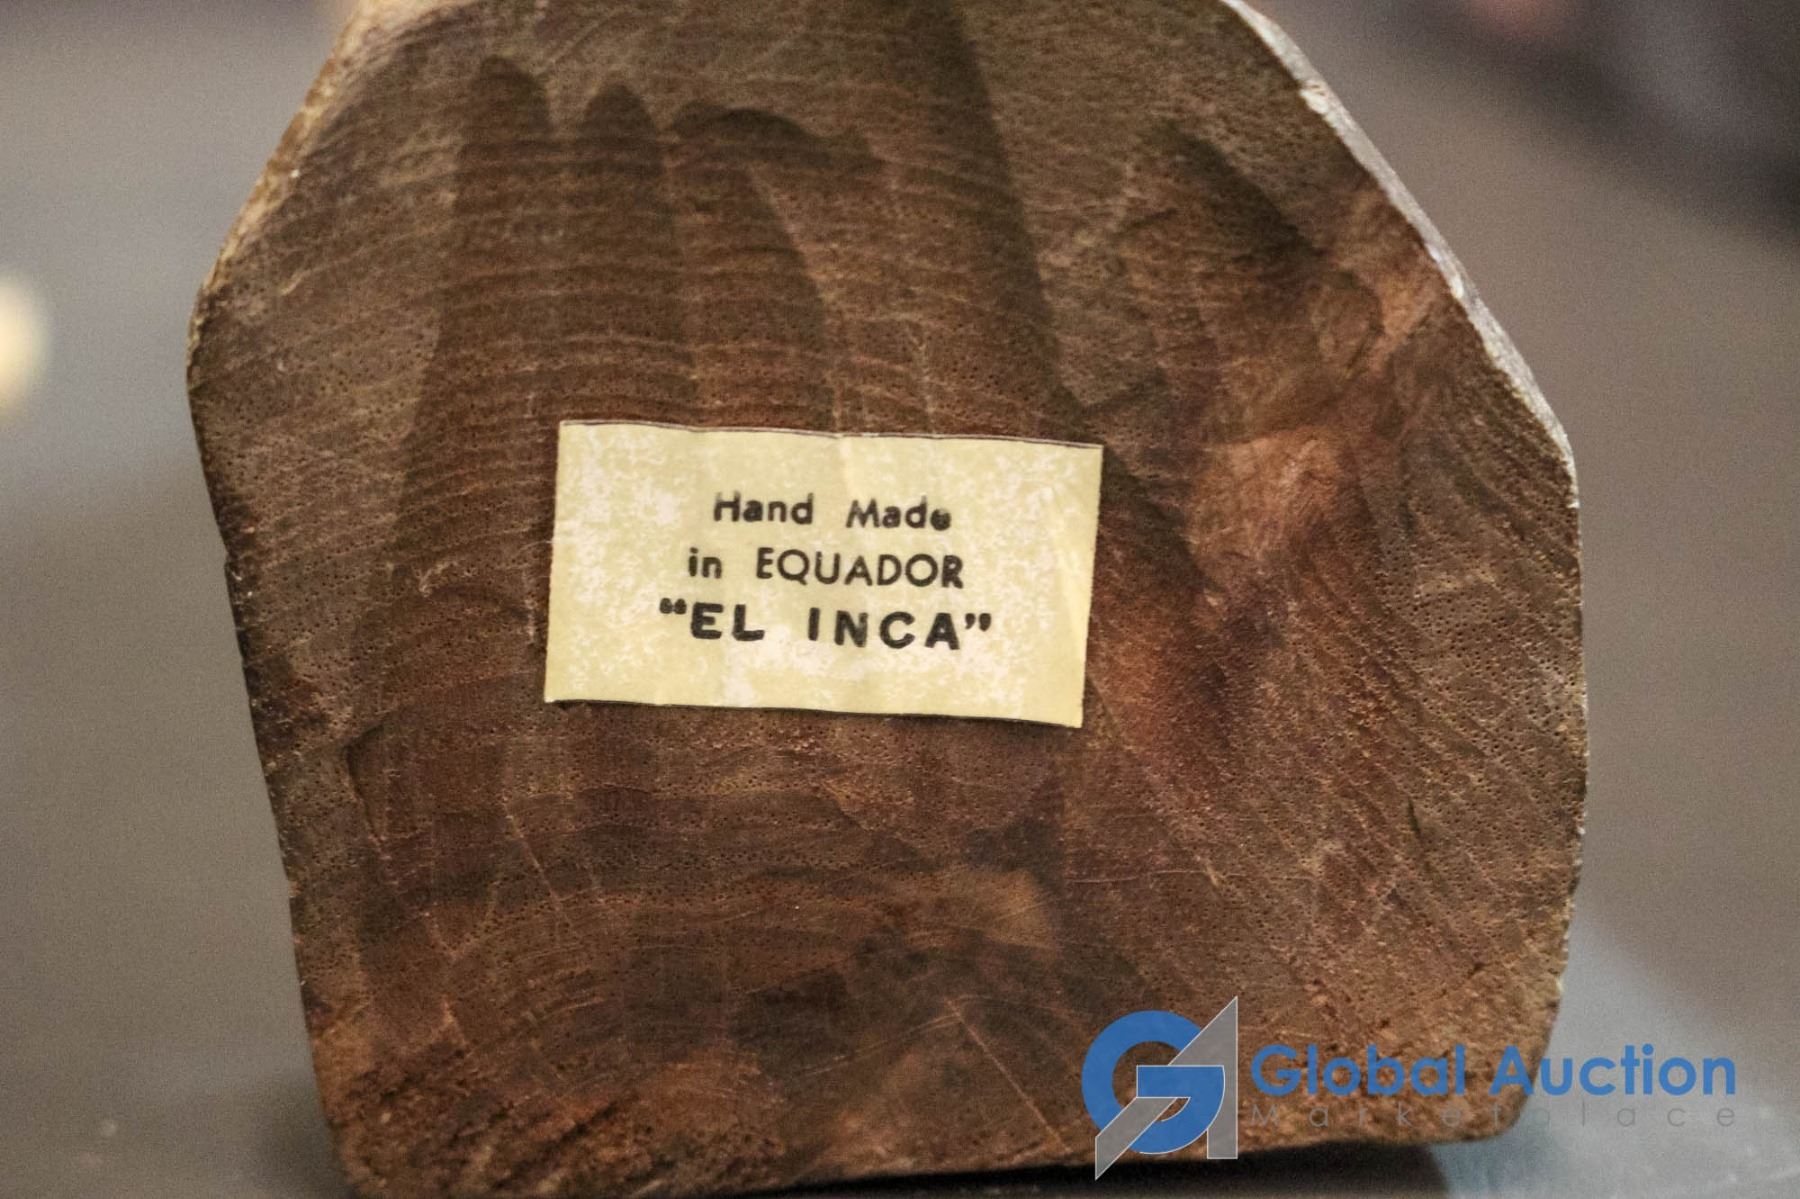 Hand Made
in EQUADOR
"EL INCA"
Global Auction
Marketplace